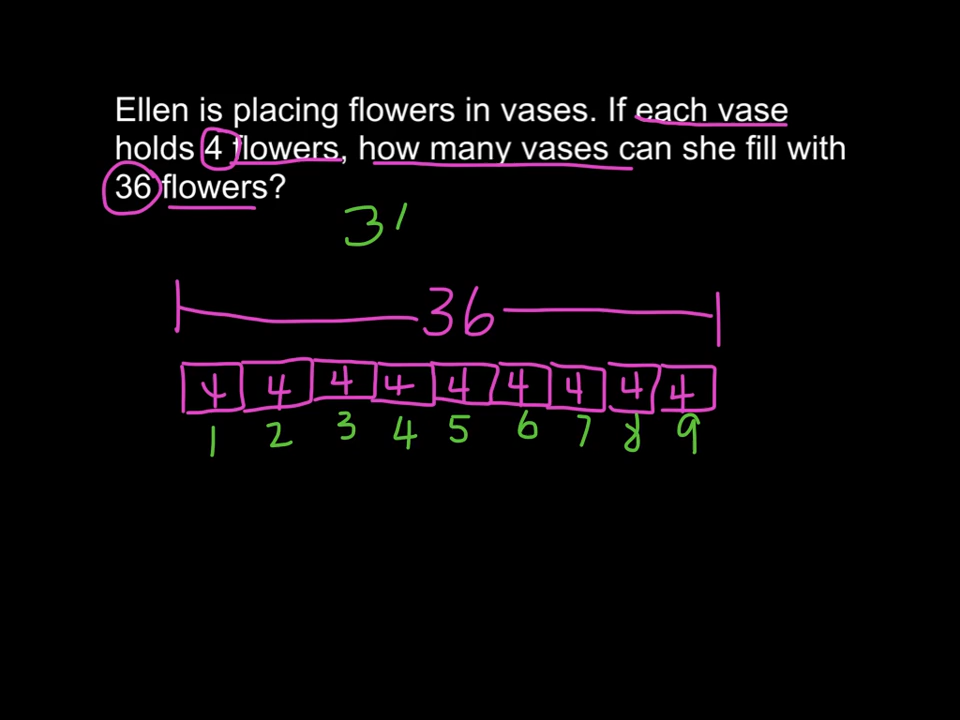 Ellen is placing flowers in vases. If each vase
holds 4 flowers, how many vases can she fill with
36 flowers?
3
36
4 4 4 4 4 4 4 4 4
1 2 3 4 5 6 7 8 9